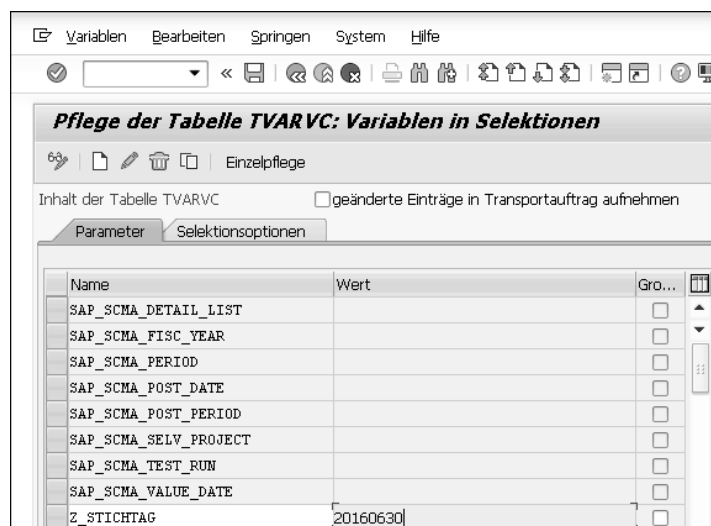 Variablen Bearbeiten Springen System Hilfe
Pflege der Tabelle TVARVC: Variablen in Selektionen
Einzelpflege
Inhalt der Tabelle TVARVC geänderte Einträge in Transportauftrag aufnehmen
Parameter Selektionsoptionen
Name Wert Gro...
SAP_SCMA_DETAIL_LIST
SAP_SCMA_FISC_YEAR
SAP_SCMA_PERIOD
SAP_SCMA_POST_DATE
SAP_SCMA_POST_PERIOD
SAP_SCMA_SELV_PROJECT
SAP_SCMA_TEST_RUN
SAP_SCMA_VALUE_DATE
Z_STICHTAG 20160630